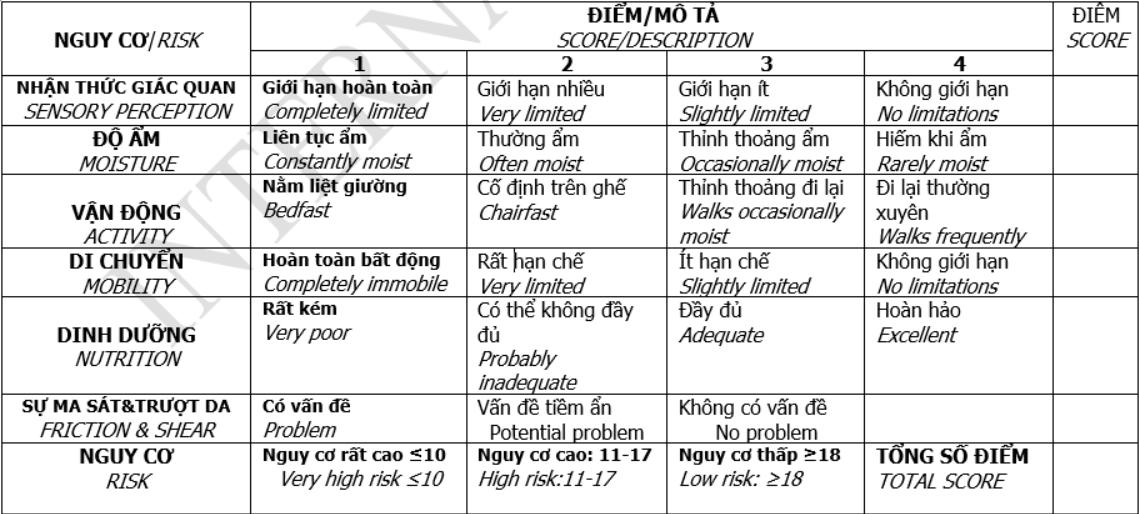 NGUY CƠ/RISK
ĐIỂM/MÔ TẢ
SCORE/DESCRIPTION
ĐIỂM
SCORE
1
2
3
4
NHẬN THỨC GIÁC QUAN
SENSORY PERCEPTION
Giới hạn hoàn toàn
Completely limited
Giới hạn nhiều
Very limited
Giới hạn ít
Slightly limited
Không giới hạn
No limitations
ĐỘ ẨM
MOISTURE
Liên tục ẩm
Constantly moist
Thường ẩm
Often moist
Thỉnh thoảng ẩm
Occasionally moist
Hiếm khi ẩm
Rarely moist
VẬN ĐỘNG
ACTIVITY
Nằm liệt giường
Bedfast
Cố định trên ghế
Chairfast
Thỉnh thoảng đi lại
Walks occasionally
moist
Đi lại thường
xuyên
Walks frequently
DI CHUYỂN
MOBILITY
Hoàn toàn bất động
Completely immobile
Rất hạn chế
Very limited
Ít hạn chế
Slightly limited
Không giới hạn
No limitations
DINH DƯỠNG
NUTRITION
Rất kém
Very poor
Có thể không đầy
đủ
Probably
inadequate
Đầy đủ
Adequate
Hoàn hảo
Excellent
SỰ MA SÁT&TRƯỢT DA
FRICTION & SHEAR
Có vấn đề
Problem
Vấn đề tiềm ẩn
Potential problem
Không có vấn đề
No problem
NGUY CƠ
RISK
Nguy cơ rất cao ≤10
Very high risk ≤10
Nguy cơ cao: 11-17
High risk:11-17
Nguy cơ thấp ≥18
Low risk: ≥18
TỔNG SỐ ĐIỂM
TOTAL SCORE